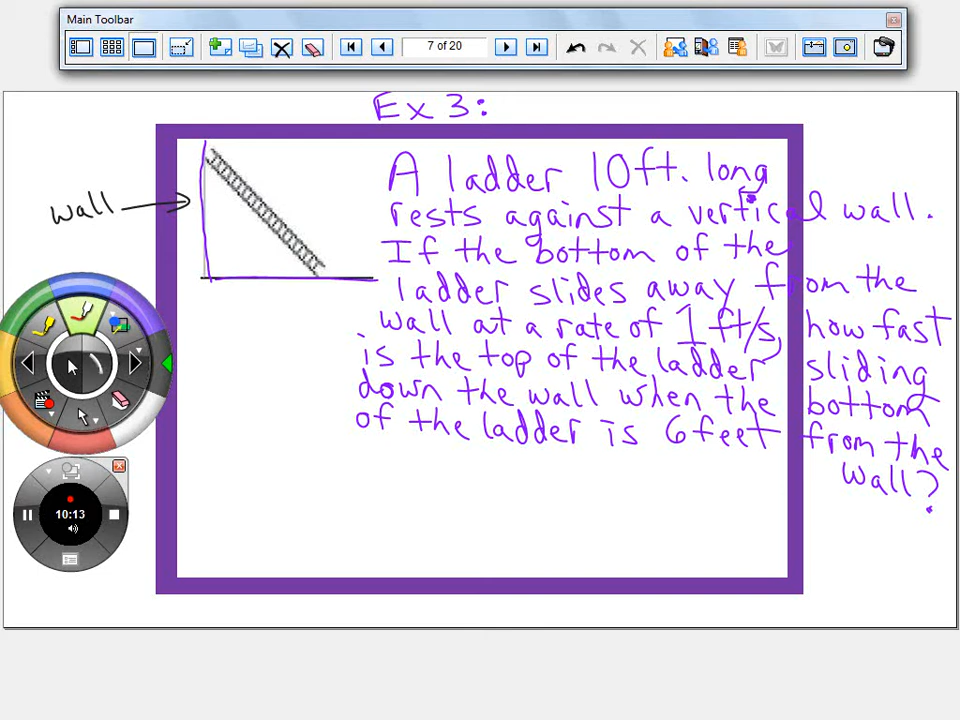 Main Toolbar
7 of 20
Ex 3:
A ladder 10ft. long
rests against a vertical wall.
If the bottom of the
ladder slides away from the
wall at a rate of 1 ft/s, how fast
is the top of the ladder sliding
down the wall when the bottom
of the ladder is 6 feet from the
wall?
wall
10:13